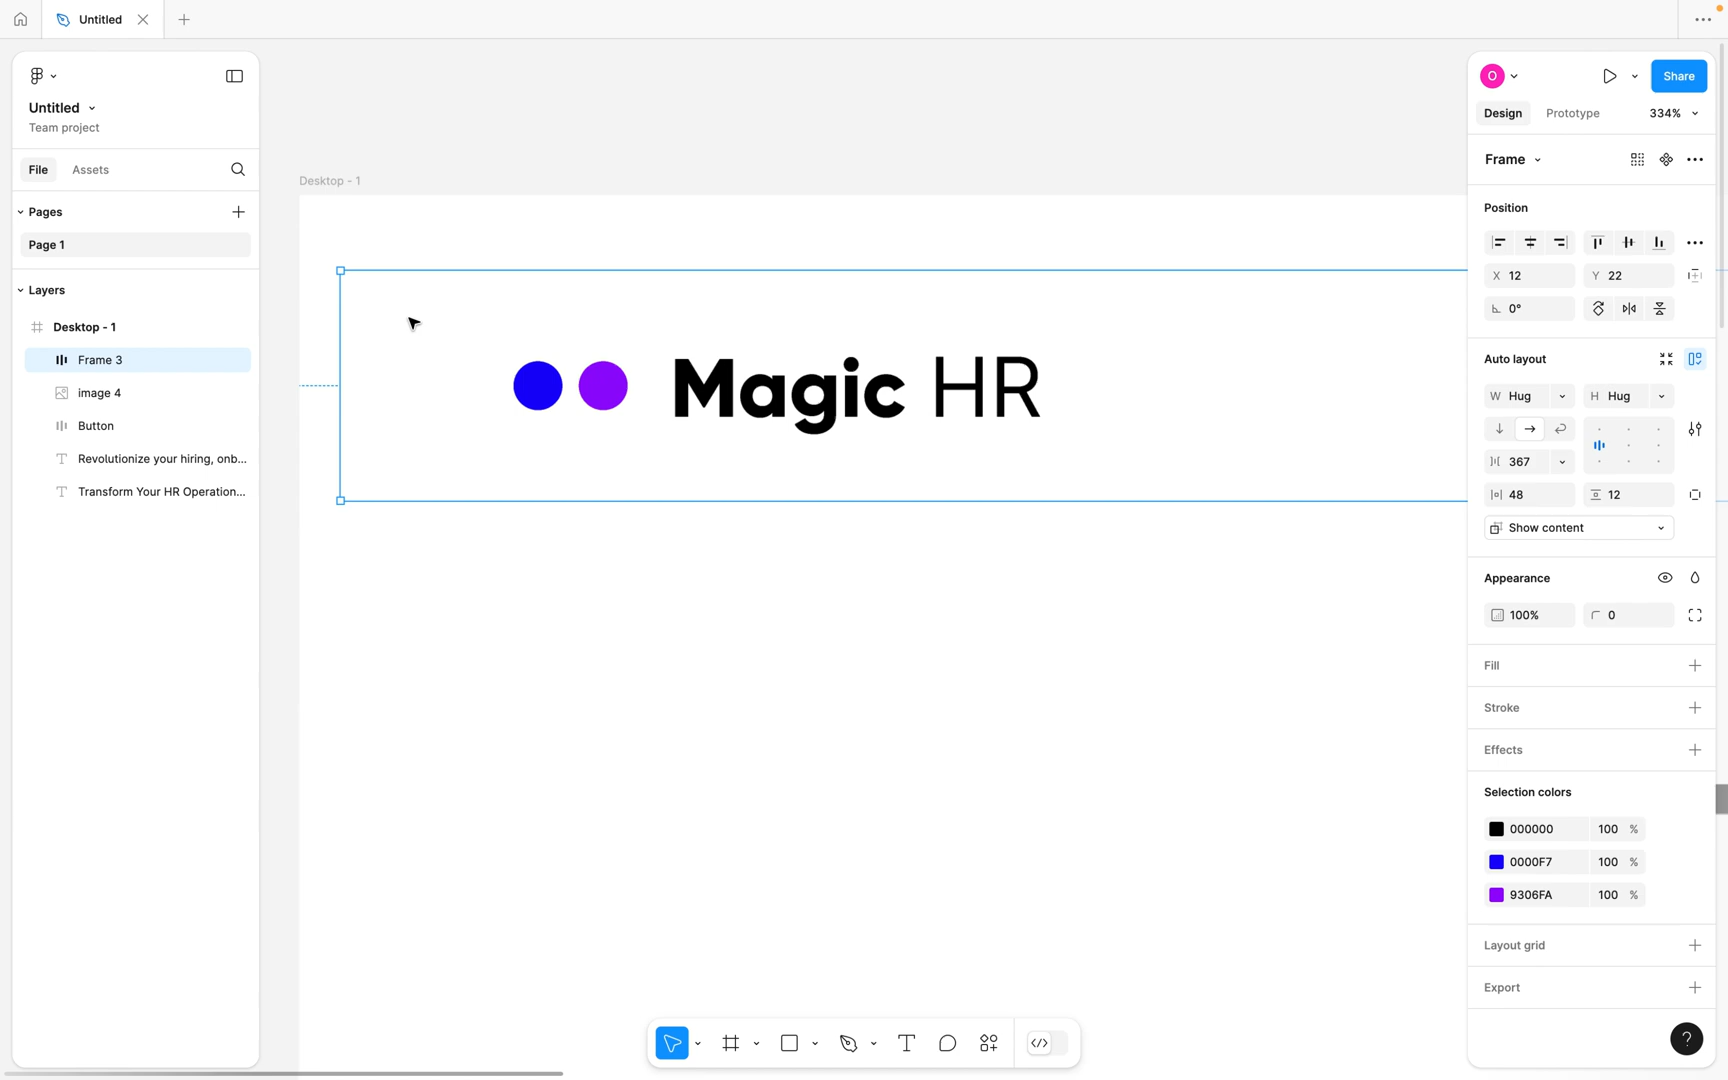 Untitled
Untitled
Team project
File
Assets
Pages
Page 1
Layers
Desktop - 1
Frame 3
image 4
Button
Revolutionize your hiring, onb...
Transform Your HR Operation...
Desktop - 1
Magic HR
O
Share
Design
Prototype
334%
Frame
Position
X 12
Y 22
0°
Auto layout
W Hug
H Hug
367
48
12
Show content
Appearance
100%
0
Fill
Stroke
Effects
Selection colors
000000 100 %
0000F7 100 %
9306FA 100 %
Layout grid
Export
?